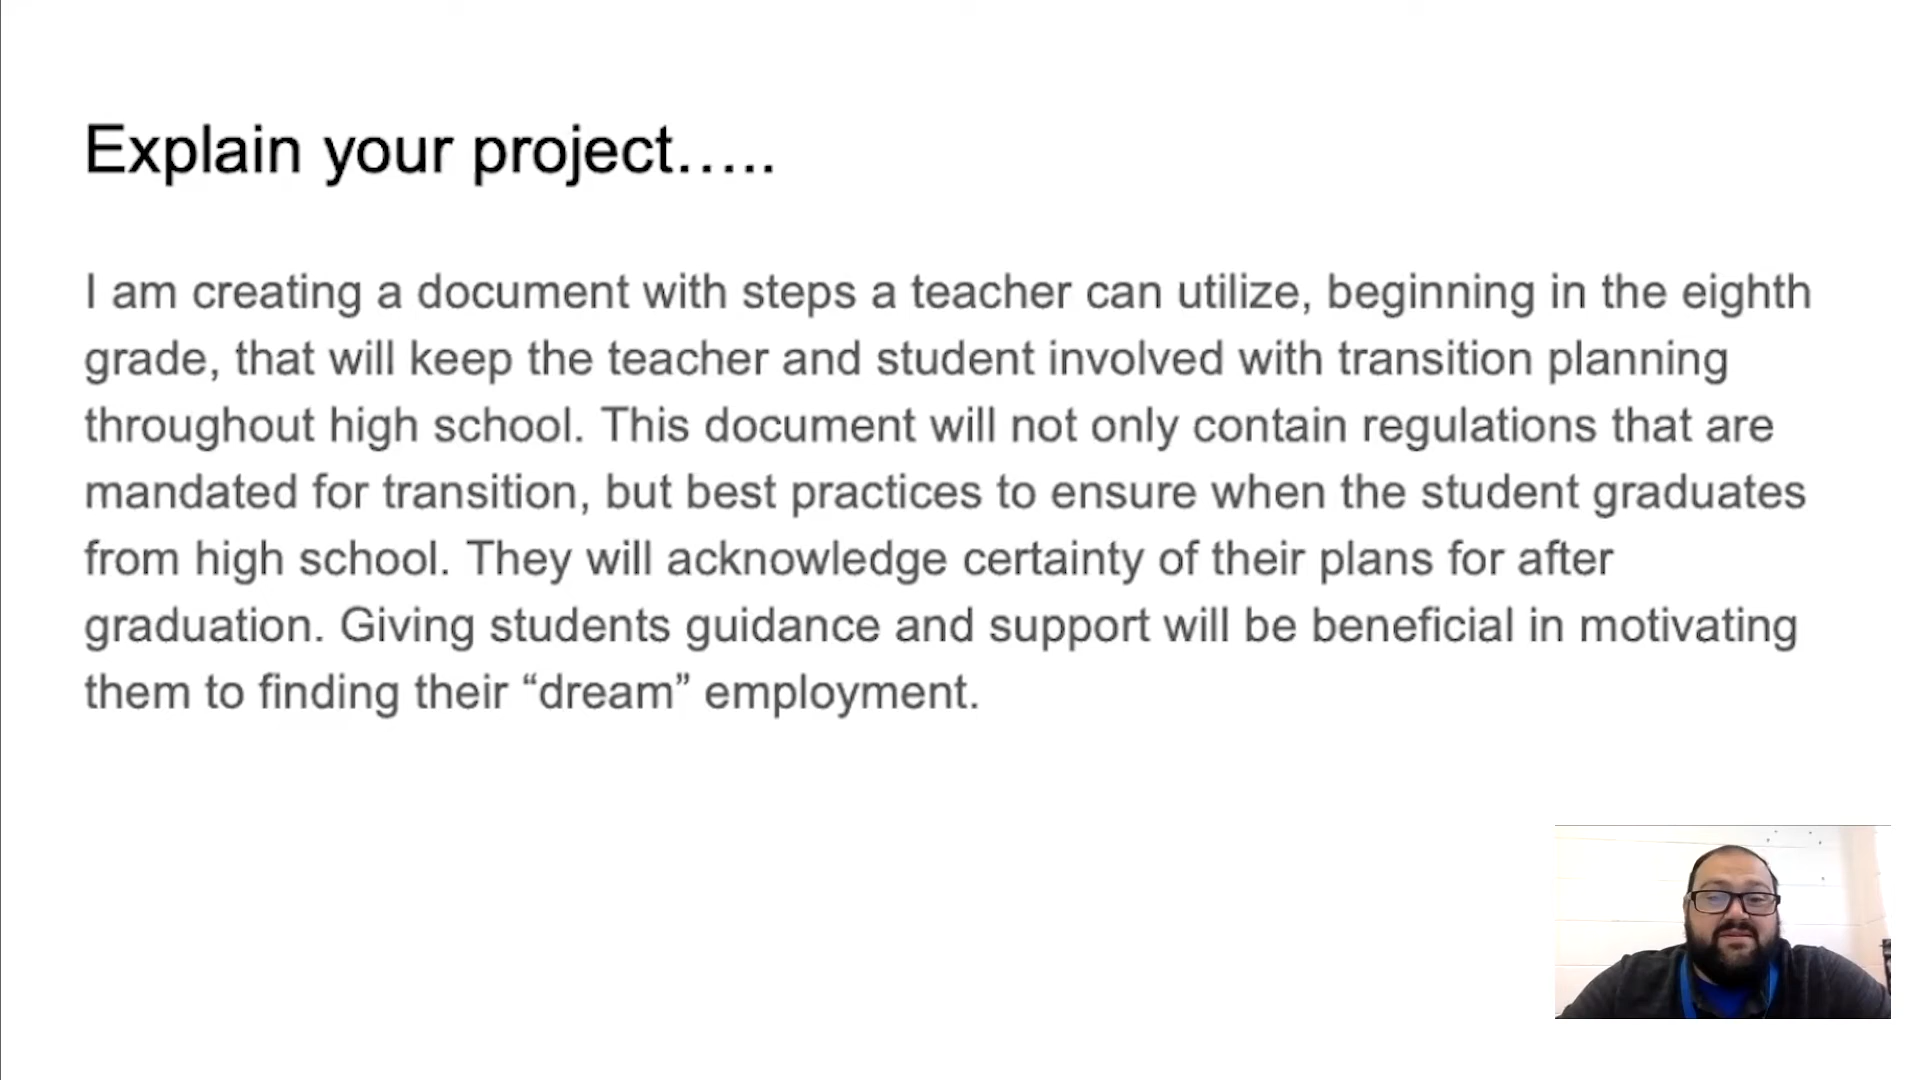 Explain your project…..
I am creating a document with steps a teacher can utilize, beginning in the eighth
grade, that will keep the teacher and student involved with transition planning
throughout high school. This document will not only contain regulations that are
mandated for transition, but best practices to ensure when the student graduates
from high school. They will acknowledge certainty of their plans for after
graduation. Giving students guidance and support will be beneficial in motivating
them to finding their “dream” employment.